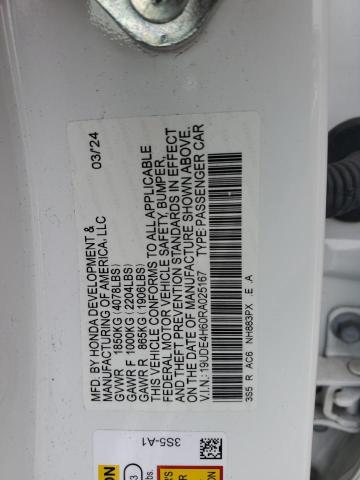 MFD. BY HONDA DEVELOPMENT & 03/24
MANUFACTURING OF AMERICA, LLC
GVWR 1850KG (4078LBS)
GAWR F 1000KG (2204LBS)
GAWR R 865KG (1906LBS)
THIS VEHICLE CONFORMS TO ALL APPLICABLE
FEDERAL MOTOR VEHICLE SAFETY, BUMPER,
AND THEFT PREVENTION STANDARDS IN EFFECT
ON THE DATE OF MANUFACTURE SHOWN ABOVE.
V.I.N.: 19UDE4H60RA025167 TYPE: PASSENGER CAR
3S5 R AC6 NH883PX E A
3S5-A1